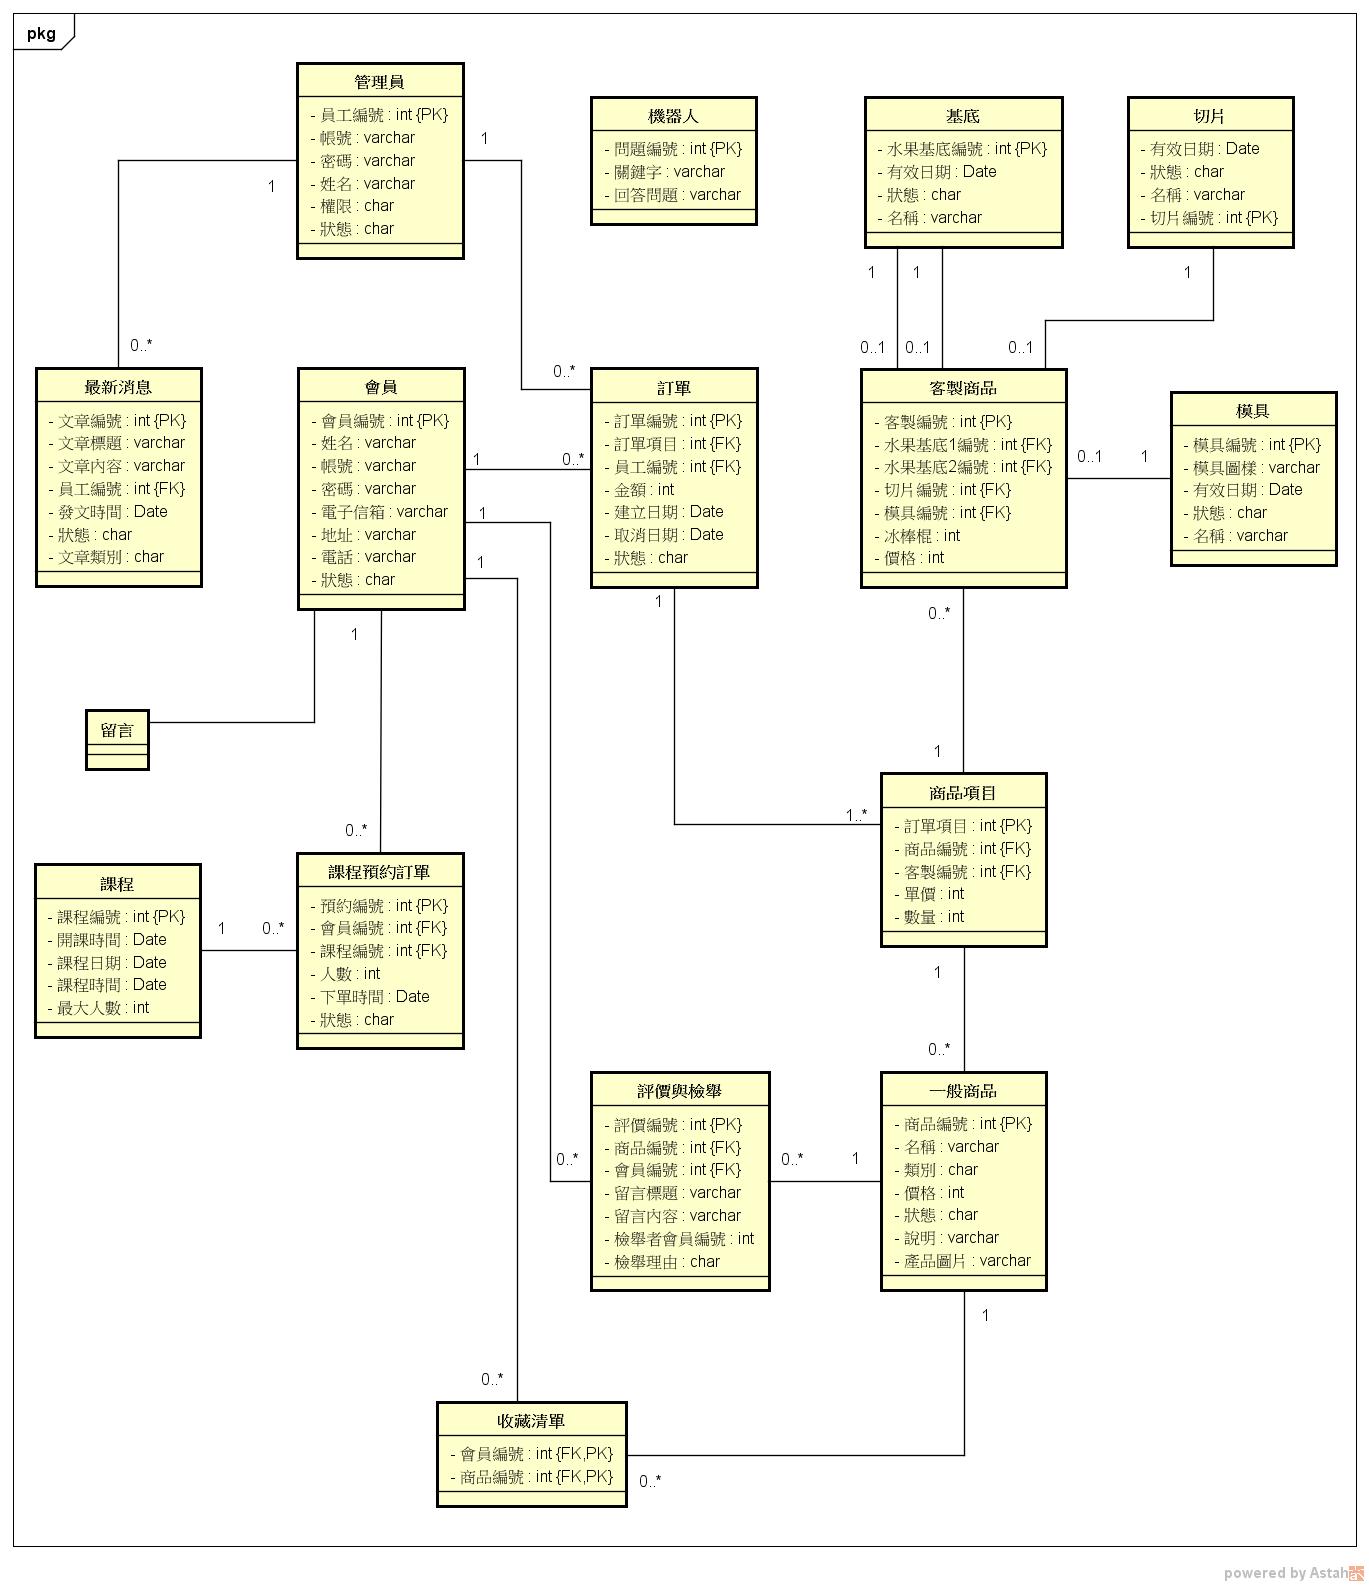 pkg
管理員
- 員工編號 : int {PK}
- 帳號 : varchar
- 密碼 : varchar
- 姓名 : varchar
- 權限 : char
- 狀態 : char
機器人
- 問題編號 : int {PK}
- 關鍵字 : varchar
- 回答問題 : varchar
基底
- 水果基底編號 : int {PK}
- 有效日期 : Date
- 狀態 : char
- 名稱 : varchar
切片
- 有效日期 : Date
- 狀態 : char
- 名稱 : varchar
- 切片編號 : int {PK}
1
1
0..*
0..*
1
1
1
0..1
0..1
0..1
最新消息
- 文章編號 : int {PK}
- 文章標題 : varchar
- 文章內容 : varchar
- 員工編號 : int {FK}
- 發文時間 : Date
- 狀態 : char
- 文章類別 : char
會員
- 會員編號 : int {PK}
- 姓名 : varchar
- 帳號 : varchar
- 密碼 : varchar
- 電子信箱 : varchar
- 地址 : varchar
- 電話 : varchar
- 狀態 : char
1
0..*
1
1
訂單
- 訂單編號 : int {PK}
- 訂單項目 : int {FK}
- 員工編號 : int {FK}
- 金額 : int
- 建立日期 : Date
- 取消日期 : Date
- 狀態 : char
客製商品
- 客製編號 : int {PK}
- 水果基底1編號 : int {FK}
- 水果基底2編號 : int {FK}
- 切片編號 : int {FK}
- 模具編號 : int {FK}
- 冰棒棍 : int
- 價格 : int
0..1
1
模具
- 模具編號 : int {PK}
- 模具圖樣 : varchar
- 有效日期 : Date
- 狀態 : char
- 名稱 : varchar
1
1
0..*
留言
0..*
1..*
1
商品項目
- 訂單項目 : int {PK}
- 商品編號 : int {FK}
- 客製編號 : int {FK}
- 單價 : int
- 數量 : int
課程
- 課程編號 : int {PK}
- 開課時間 : Date
- 課程日期 : Date
- 課程時間 : Date
- 最大人數 : int
1
0..*
課程預約訂單
- 預約編號 : int {PK}
- 會員編號 : int {FK}
- 課程編號 : int {FK}
- 人數 : int
- 下單時間 : Date
- 狀態 : char
1
0..*
評價與檢舉
- 評價編號 : int {PK}
- 商品編號 : int {FK}
- 會員編號 : int {FK}
- 留言標題 : varchar
- 留言內容 : varchar
- 檢舉者會員編號 : int
- 檢舉理由 : char
0..*
0..*
1
一般商品
- 商品編號 : int {PK}
- 名稱 : varchar
- 類別 : char
- 價格 : int
- 狀態 : char
- 說明 : varchar
- 產品圖片 : varchar
1
0..*
收藏清單
- 會員編號 : int {FK,PK}
- 商品編號 : int {FK,PK}
0..*
powered by Astah